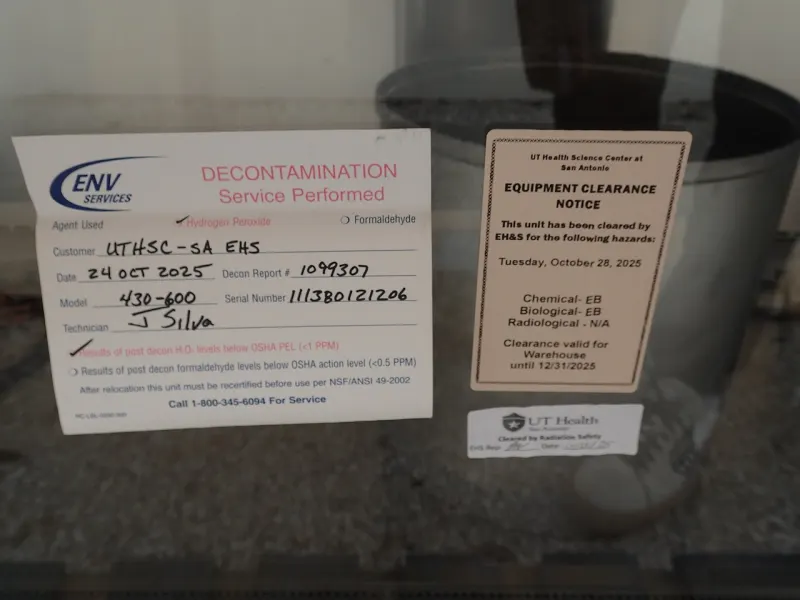 ENV
SERVICES
DECONTAMINATION
Service Performed
Agent Used ✓ Hydrogen Peroxide ❍ Formaldehyde
Customer UTHSC-SA EHS
Date 24 OCT 2025 Decon Report # 1099307
Model 430-600 Serial Number 111380121206
Technician J Silva
✓ Results of post decon H₂O₂ levels below OSHA PEL (<1 PPM)
❍ Results of post decon formaldehyde levels below OSHA action level (<0.5 PPM)
After relocation this unit must be recertified before use per NSF/ANSI 49-2002
Call 1-800-345-6094 For Service
UT Health Science Center at
San Antonio
EQUIPMENT CLEARANCE
NOTICE
This unit has been cleared by
EH&S for the following hazards:
Tuesday, October 28, 2025
Chemical- EB
Biological- EB
Radiological - N/A
Clearance valid for
Warehouse
until 12/31/2025
UT Health
San Antonio
Cleared by Radiation Safety
EHS Rep: Date: